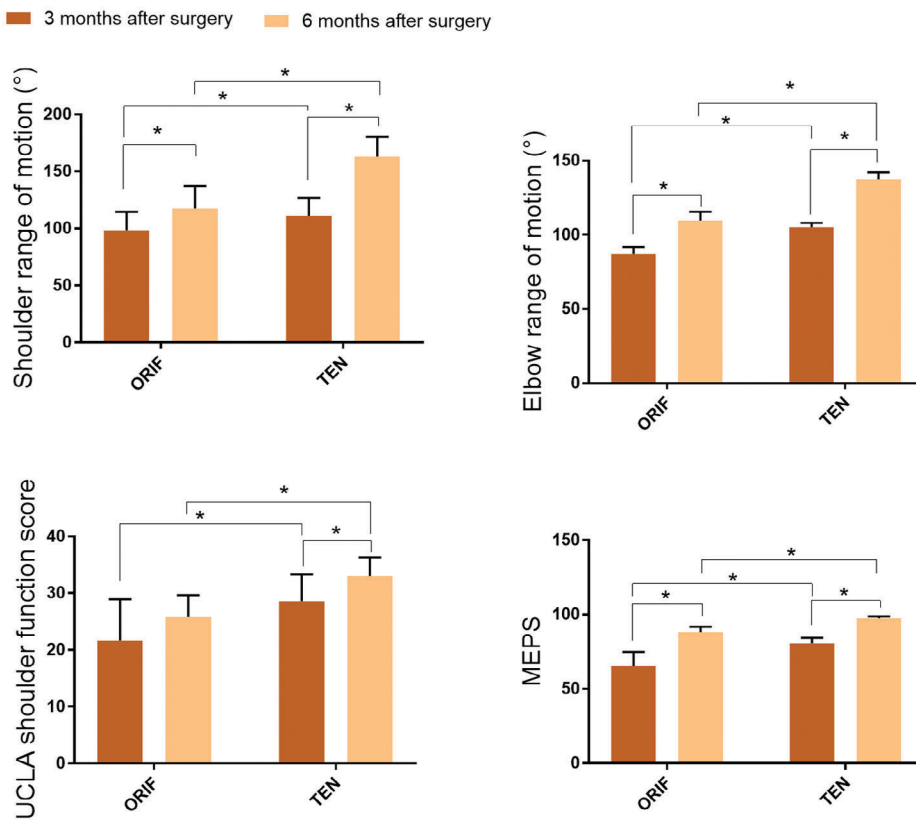 3 months after surgery 6 months after surgery
Shoulder range of motion (°)
200
150
100
50
0
* * * *
ORIF TEN
Elbow range of motion (°)
150
100
50
0
* * * *
ORIF TEN
UCLA shoulder function score
40
30
20
10
0
* * *
ORIF TEN
MEPS
150
100
50
0
* * * *
ORIF TEN